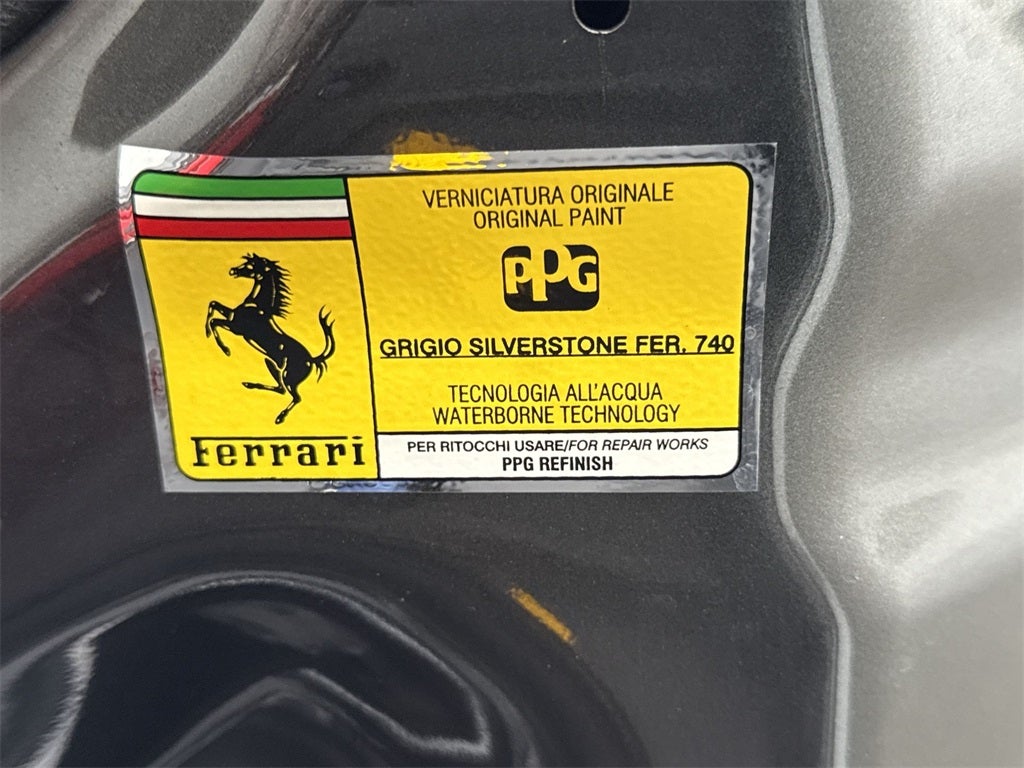 VERNICIATURA ORIGINALE
ORIGINAL PAINT
PPG
GRIGIO SILVERSTONE FER. 740
TECNOLOGIA ALL'ACQUA
WATERBORNE TECHNOLOGY
Ferrari
PER RITOCCHI USARE/FOR REPAIR WORKS
PPG REFINISH